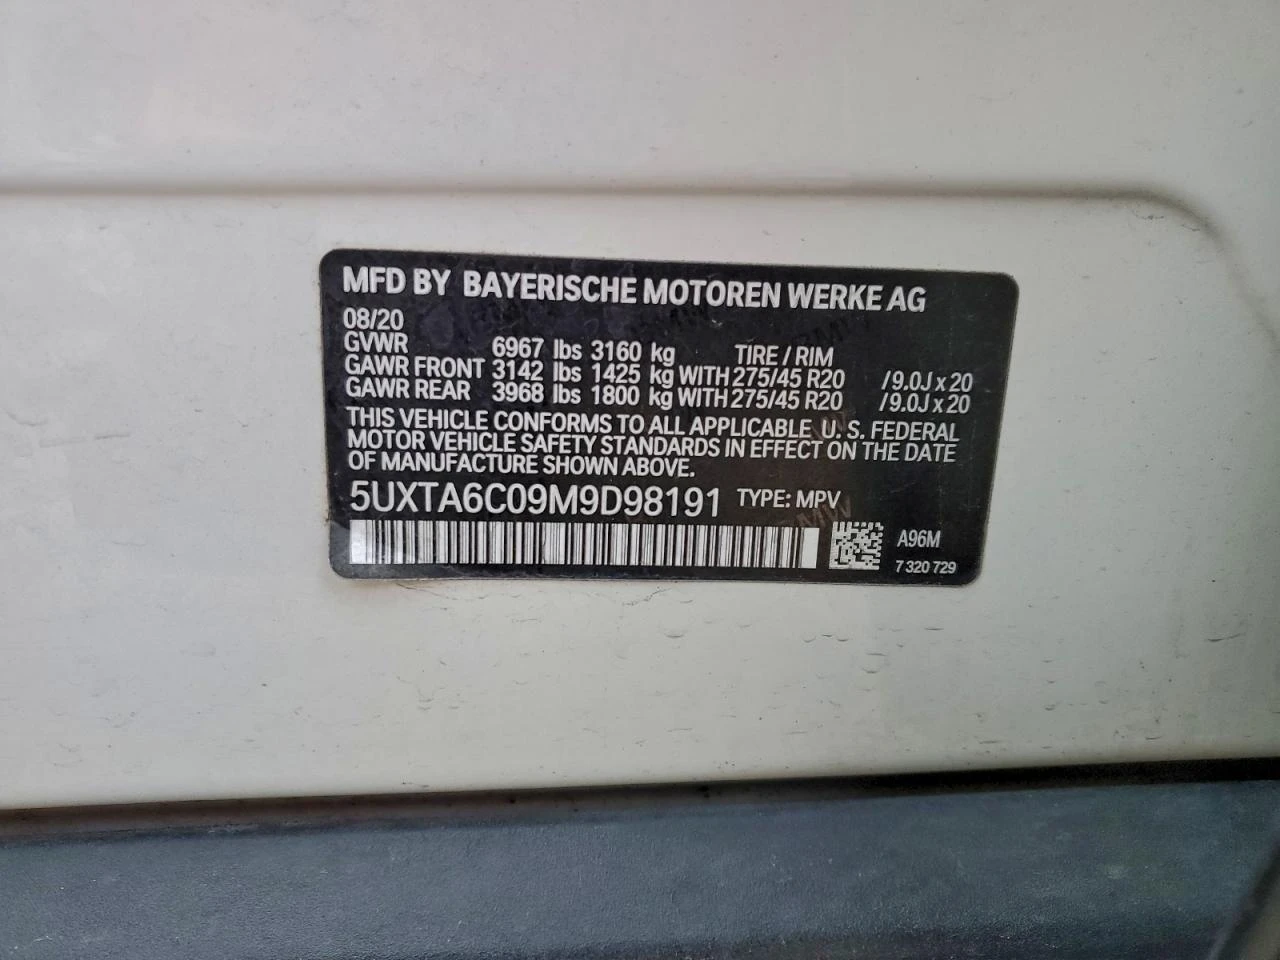 MFD BY BAYERISCHE MOTOREN WERKE AG
08/20
GVWR 6967 lbs 3160 kg TIRE / RIM
GAWR FRONT 3142 lbs 1425 kg WITH 275/45 R20 / 9.0J x 20
GAWR REAR 3968 lbs 1800 kg WITH 275/45 R20 / 9.0J x 20
THIS VEHICLE CONFORMS TO ALL APPLICABLE U. S. FEDERAL
MOTOR VEHICLE SAFETY STANDARDS IN EFFECT ON THE DATE
OF MANUFACTURE SHOWN ABOVE.
5UXTA6C09M9D98191 TYPE: MPV
A96M
7 320 729